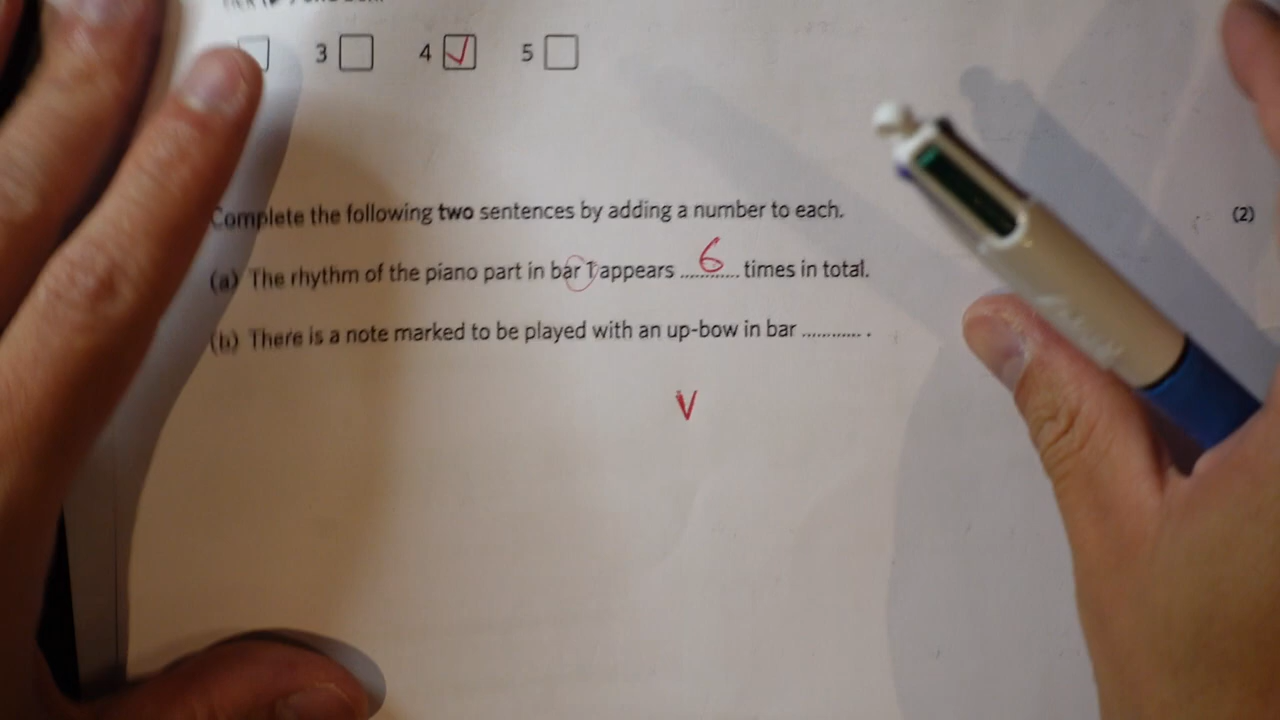 3 4 5
Complete the following two sentences by adding a number to each.
(2)
(a) The rhythm of the piano part in bar 1 appears ...6... times in total.
(b) There is a note marked to be played with an up-bow in bar ............ .
V